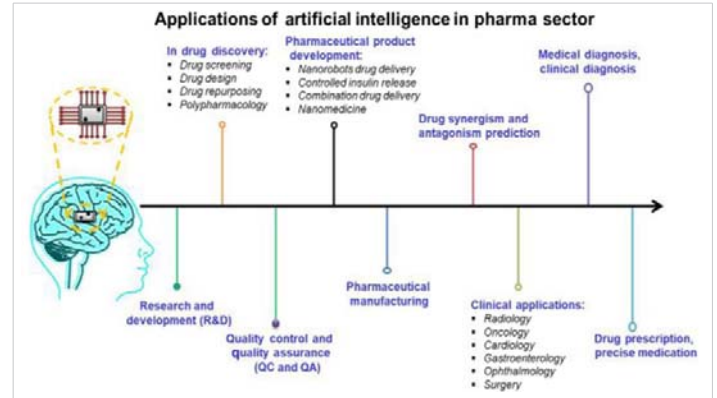 Applications of artificial intelligence in pharma sector
In drug discovery:
▪ Drug screening
▪ Drug design
▪ Drug repurposing
▪ Polypharmacology
Pharmaceutical product
development:
▪ Nanorobots drug delivery
▪ Controlled insulin release
▪ Combination drug delivery
▪ Nanomedicine
Drug synergism and
antagonism prediction
Medical diagnosis,
clinical diagnosis
Research and
development (R&D)
Quality control and
quality assurance
(QC and QA)
Pharmaceutical
manufacturing
Clinical applications:
▪ Radiology
▪ Oncology
▪ Cardiology
▪ Gastroenterology
▪ Ophthalmology
▪ Surgery
Drug prescription,
precise medication